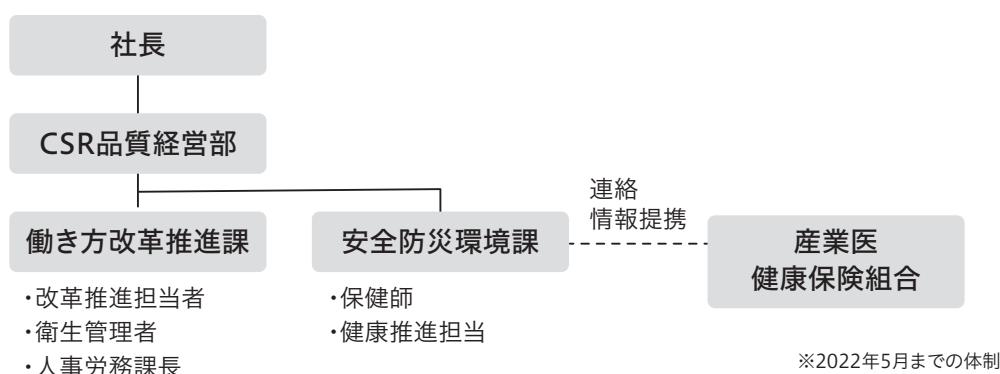 社長
CSR品質経営部
働き方改革推進課
・改革推進担当者
・衛生管理者
・人事労務課長
安全防災環境課
・保健師
・健康推進担当
連絡
情報提携
産業医
健康保険組合
※2022年5月までの体制